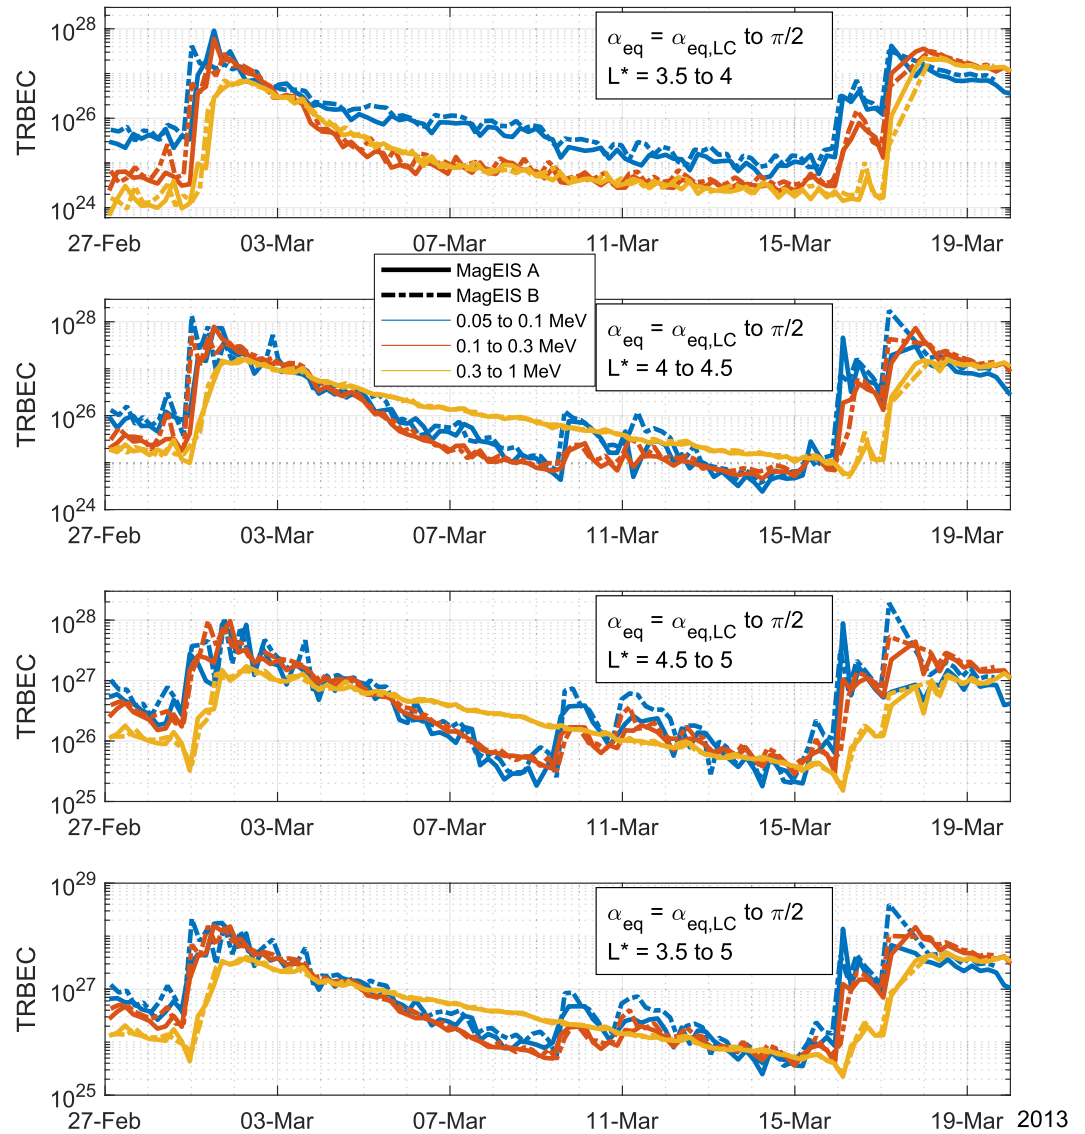 10^28
10^26
10^24
TRBEC
α_eq = α_eq,LC to π/2
L* = 3.5 to 4
27-Feb 03-Mar 07-Mar 11-Mar 15-Mar 19-Mar
MagEIS A
MagEIS B
0.05 to 0.1 MeV
0.1 to 0.3 MeV
0.3 to 1 MeV
10^28
10^26
10^24
TRBEC
α_eq = α_eq,LC to π/2
L* = 4 to 4.5
27-Feb 03-Mar 07-Mar 11-Mar 15-Mar 19-Mar
10^28
10^27
10^26
10^25
TRBEC
α_eq = α_eq,LC to π/2
L* = 4.5 to 5
27-Feb 03-Mar 07-Mar 11-Mar 15-Mar 19-Mar
10^29
10^27
10^25
TRBEC
α_eq = α_eq,LC to π/2
L* = 3.5 to 5
27-Feb 03-Mar 07-Mar 11-Mar 15-Mar 19-Mar 2013